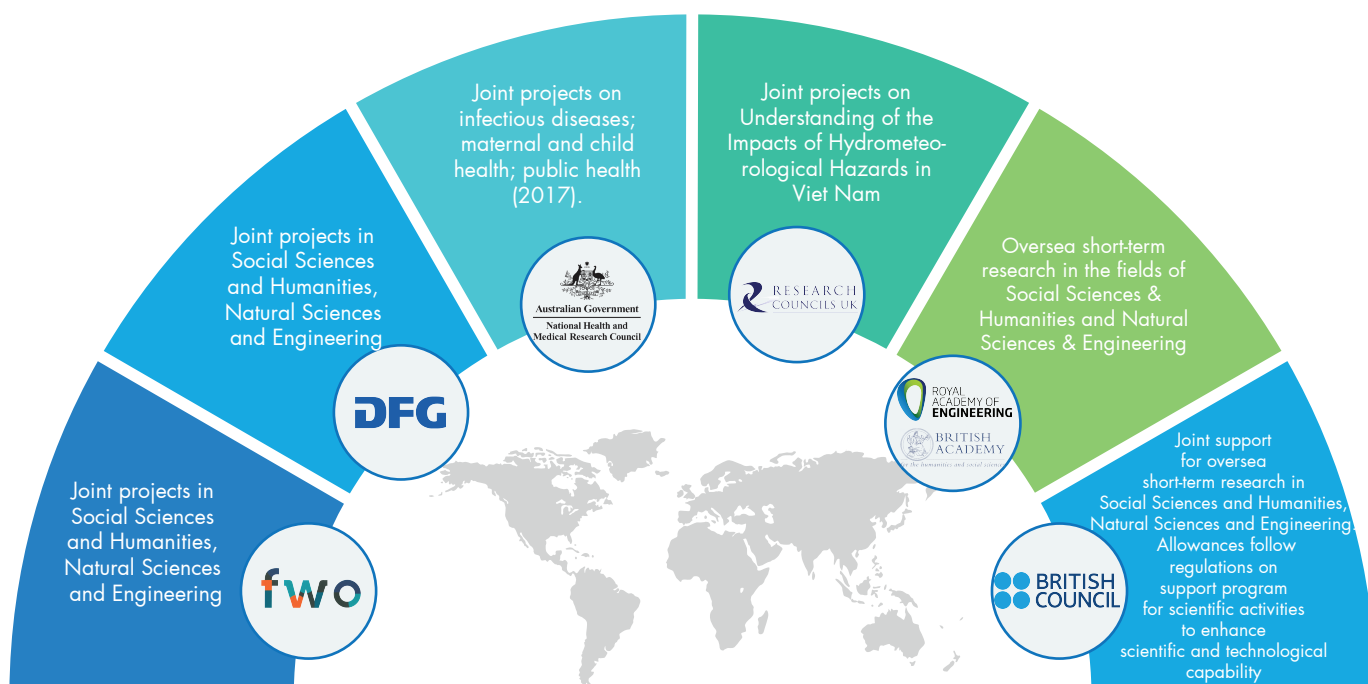 Joint projects in
Social Sciences
and Humanities,
Natural Sciences
and Engineering
fwo
Joint projects in
Social Sciences
and Humanities,
Natural Sciences
and Engineering
DFG
Joint projects on
infectious diseases;
maternal and child
health; public health
(2017).
Australian Government
National Health and
Medical Research Council
Joint projects on
Understanding of the
Impacts of Hydrometeo-
rological Hazards in
Viet Nam
RESEARCH
COUNCILS UK
Oversea short-term
research in the fields of
Social Sciences &
Humanities and Natural
Sciences & Engineering
ROYAL
ACADEMY OF
ENGINEERING
BRITISH
ACADEMY
for the humanities and social sciences
Joint support
for oversea
short-term research in
Social Sciences and Humanities,
Natural Sciences and Engineering.
Allowances follow
regulations on
support program
for scientific activities
to enhance
scientific and technological
capability
BRITISH
COUNCIL